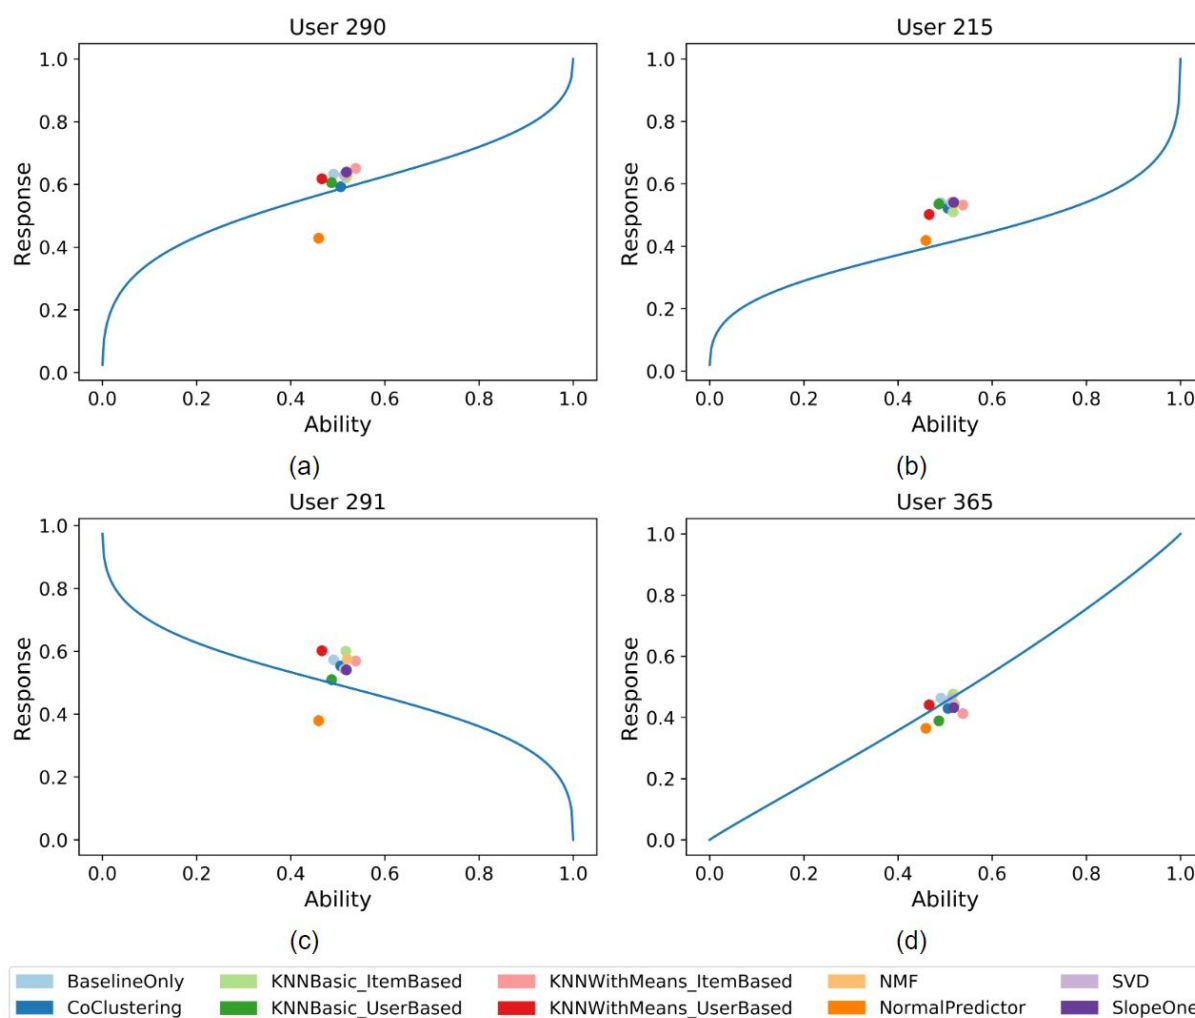 User 290
User 215
Response
1.0
0.8
0.6
0.4
0.2
0.0
0.0 0.2 0.4 0.6 0.8 1.0
Ability
(a)
Response
1.0
0.8
0.6
0.4
0.2
0.0
0.0 0.2 0.4 0.6 0.8 1.0
Ability
(b)
User 291
User 365
Response
1.0
0.8
0.6
0.4
0.2
0.0
0.0 0.2 0.4 0.6 0.8 1.0
Ability
(c)
Response
1.0
0.8
0.6
0.4
0.2
0.0
0.0 0.2 0.4 0.6 0.8 1.0
Ability
(d)
BaselineOnly KNNBasic_ItemBased KNNWithMeans_ItemBased NMF SVD
CoClustering KNNBasic_UserBased KNNWithMeans_UserBased NormalPredictor SlopeOne